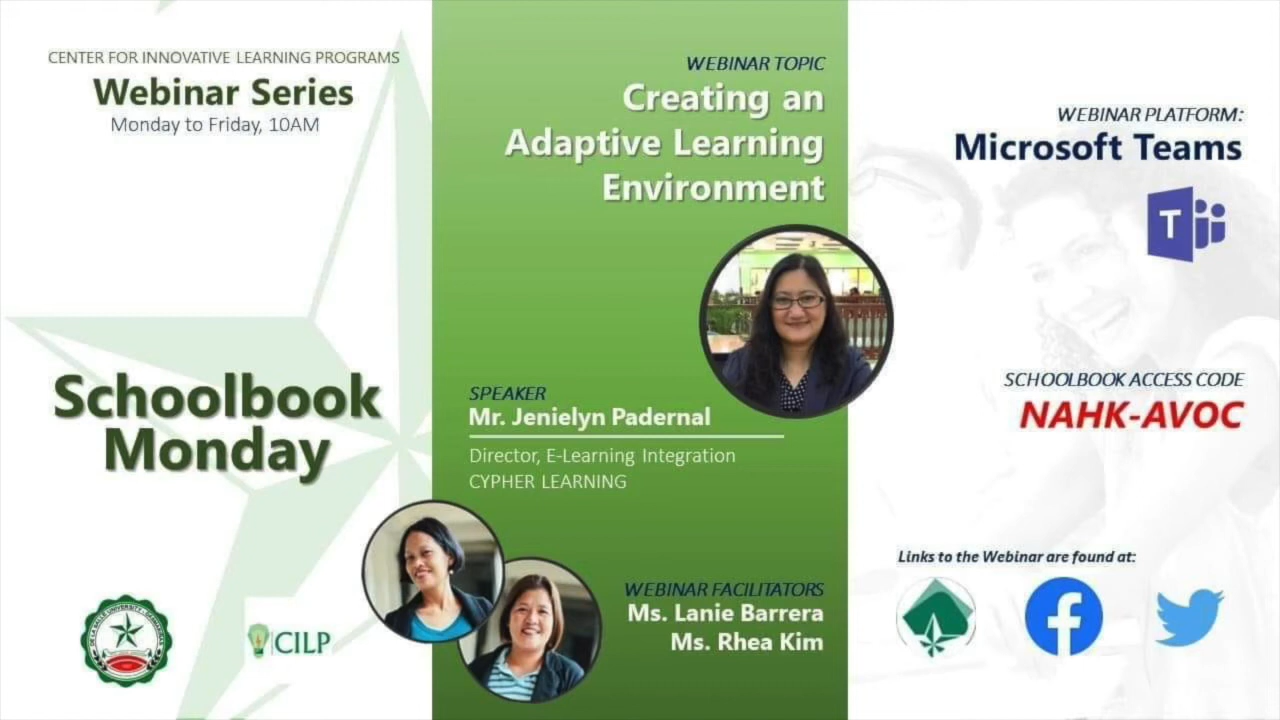 CENTER FOR INNOVATIVE LEARNING PROGRAMS
Webinar Series
Monday to Friday, 10AM
Schoolbook
Monday
CILP
WEBINAR TOPIC
Creating an
Adaptive Learning
Environment
SPEAKER
Mr. Jenielyn Padernal
Director, E-Learning Integration
CYPHER LEARNING
WEBINAR FACILITATORS
Ms. Lanie Barrera
Ms. Rhea Kim
WEBINAR PLATFORM:
Microsoft Teams
T
SCHOOLBOOK ACCESS CODE
NAHK-AVOC
Links to the Webinar are found at: